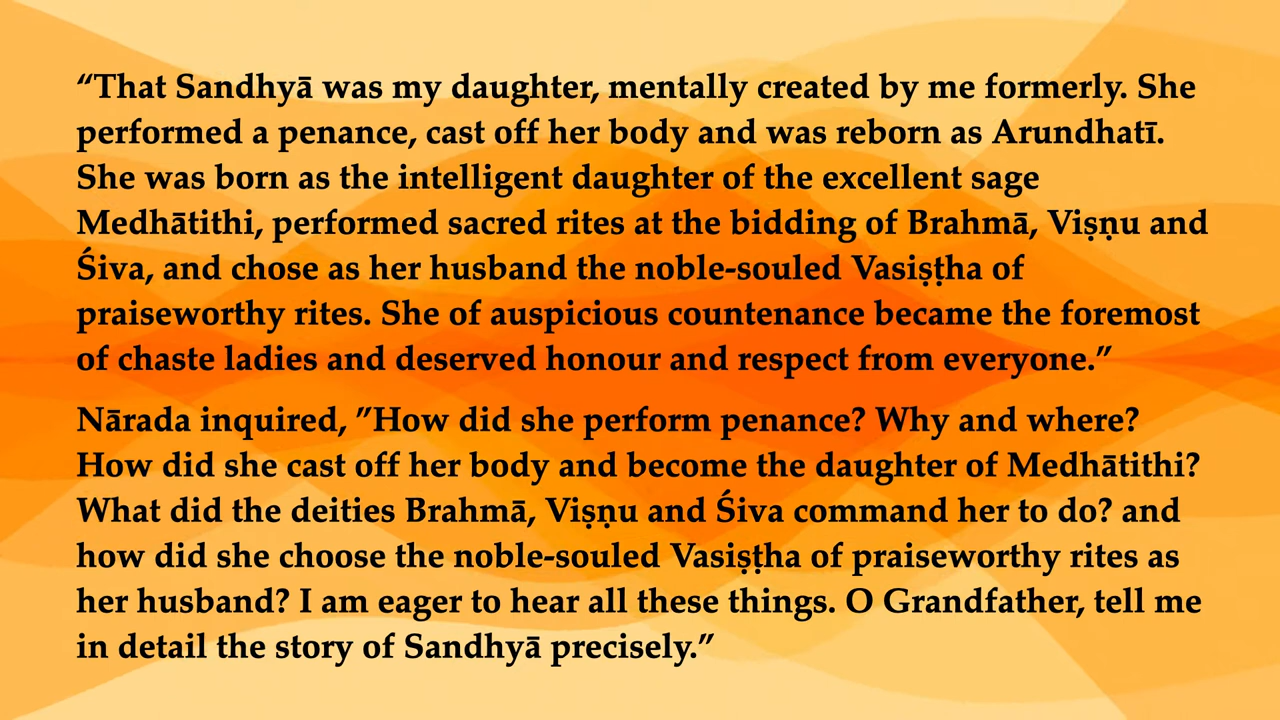 “That Sandhyā was my daughter, mentally created by me formerly. She
performed a penance, cast off her body and was reborn as Arundhatī.
She was born as the intelligent daughter of the excellent sage
Medhātithi, performed sacred rites at the bidding of Brahmā, Viṣṇu and
Śiva, and chose as her husband the noble-souled Vasiṣṭha of
praiseworthy rites. She of auspicious countenance became the foremost
of chaste ladies and deserved honour and respect from everyone.”
Nārada inquired, ”How did she perform penance? Why and where?
How did she cast off her body and become the daughter of Medhātithi?
What did the deities Brahmā, Viṣṇu and Śiva command her to do? and
how did she choose the noble-souled Vasiṣṭha of praiseworthy rites as
her husband? I am eager to hear all these things. O Grandfather, tell me
in detail the story of Sandhyā precisely.”